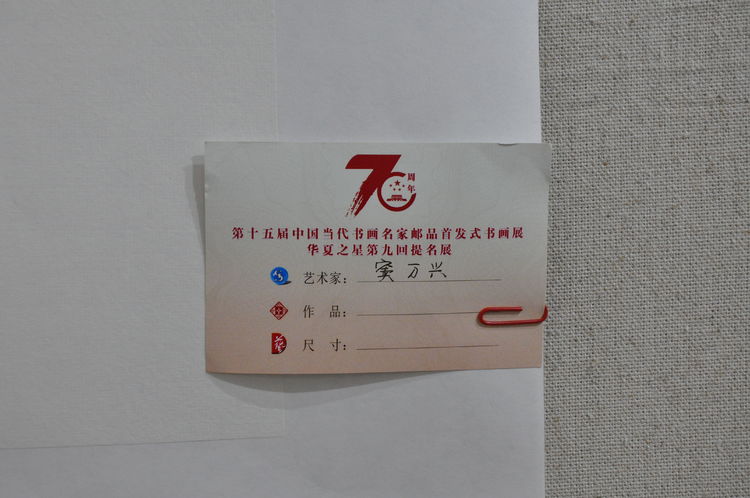 70周年
第十五届中国当代书画名家邮品首发式书画展
华夏之星第九回提名展
艺术家：窦万兴
作 品：
尺 寸：